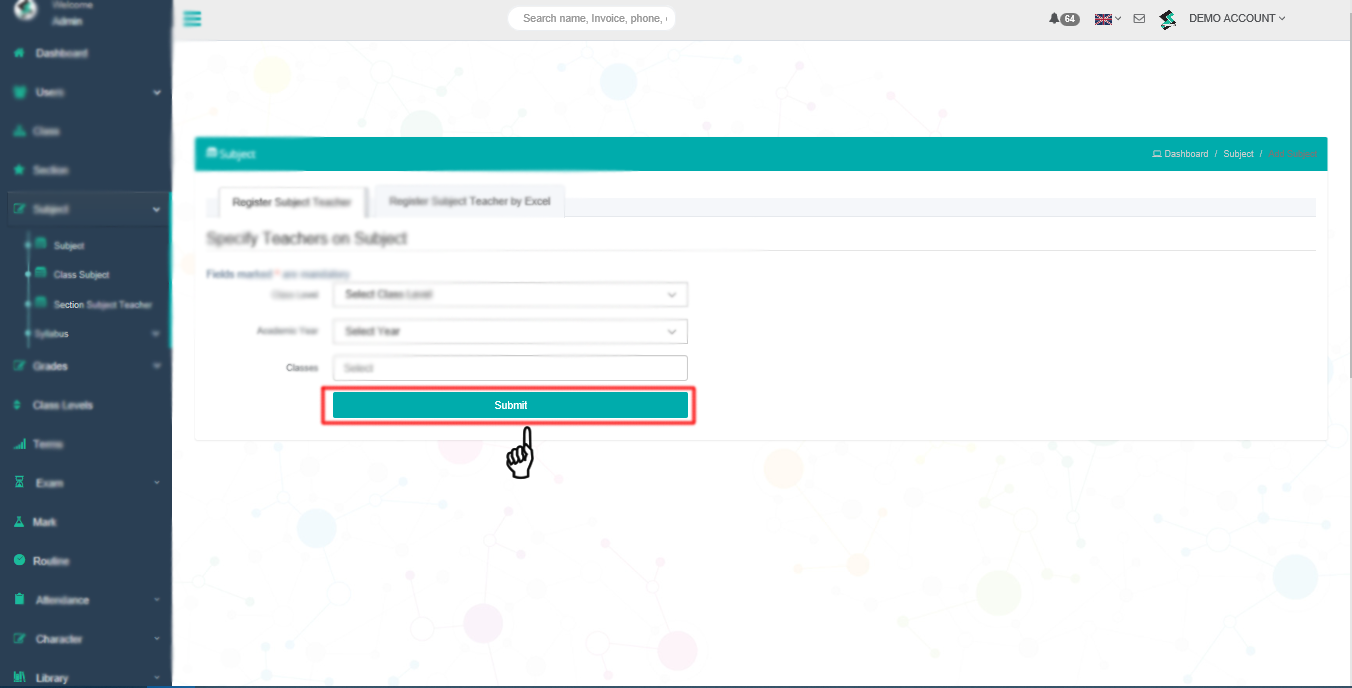 Welcome
Admin
Search name, Invoice, phone,
64
DEMO ACCOUNT
Dashboard
Users
Class
Section
Subject
Subject
Class Subject
Section Subject Teacher
Syllabus
Grades
Class Levels
Terms
Exam
Mark
Routine
Attendance
Character
Library
Subject
Dashboard / Subject / Add Subject
Register Subject Teacher
Register Subject Teacher by Excel
Specify Teachers on Subject
Fields marked * are mandatory
Class Level
Select Class Level
Academic Year
Select Year
Classes
Select
Submit